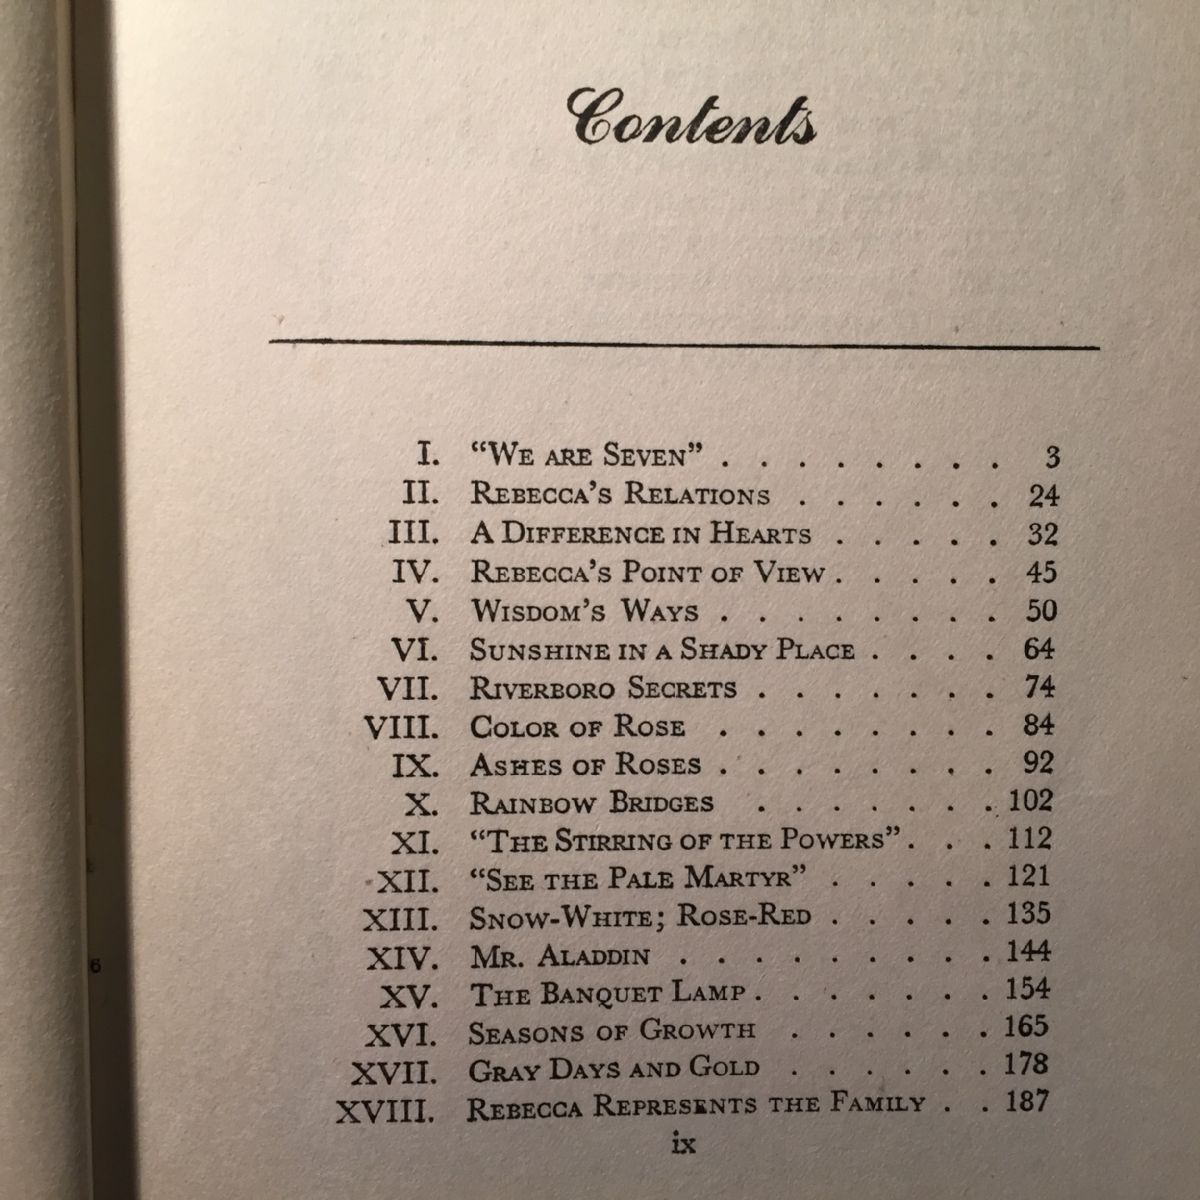 Contents
I. “We are Seven” . . . . . . . . 3
II. Rebecca’s Relations . . . . . . 24
III. A Difference in Hearts . . . . . 32
IV. Rebecca’s Point of View . . . . . 45
V. Wisdom’s Ways . . . . . . . . 50
VI. Sunshine in a Shady Place . . . . 64
VII. Riverboro Secrets . . . . . . . 74
VIII. Color of Rose . . . . . . . . 84
IX. Ashes of Roses . . . . . . . . 92
X. Rainbow Bridges . . . . . . . 102
XI. “The Stirring of the Powers” . . . 112
XII. “See the Pale Martyr” . . . . . 121
XIII. Snow-White; Rose-Red . . . . . 135
XIV. Mr. Aladdin . . . . . . . . . 144
XV. The Banquet Lamp . . . . . . . 154
XVI. Seasons of Growth . . . . . . 165
XVII. Gray Days and Gold . . . . . . 178
XVIII. Rebecca Represents the Family . . 187
ix
6